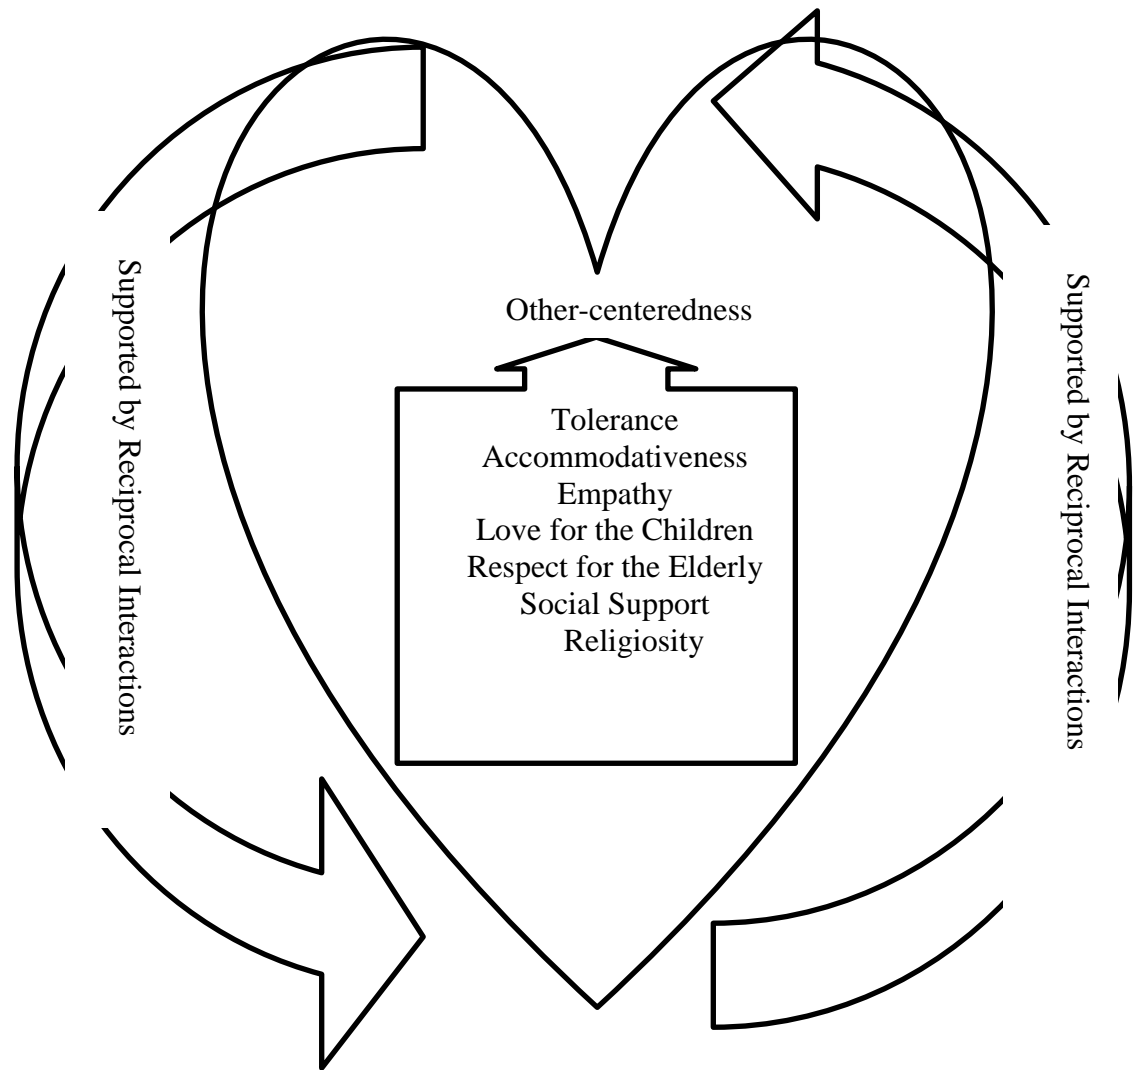 Other-centeredness
Tolerance
Accommodativeness
Empathy
Love for the Children
Respect for the Elderly
Social Support
Religiosity
Supported by Reciprocal Interactions
Supported by Reciprocal Interactions